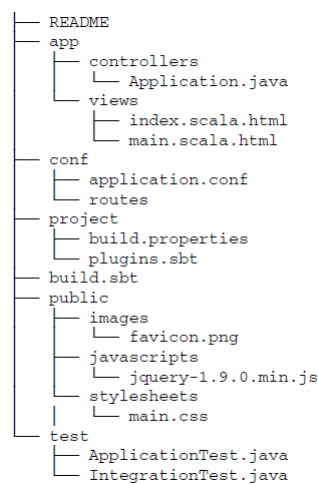 README
app
controllers
Application.java
views
index.scala.html
main.scala.html
conf
application.conf
routes
project
build.properties
plugins.sbt
build.sbt
public
images
favicon.png
javascripts
jquery-1.9.0.min.js
stylesheets
main.css
test
ApplicationTest.java
IntegrationTest.java